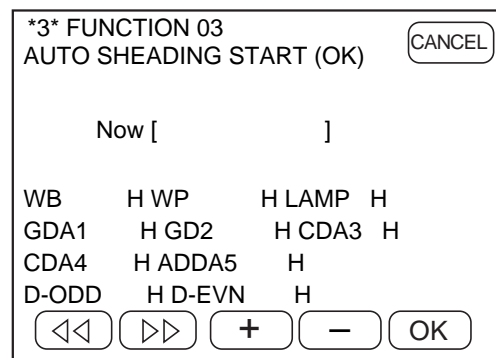 *3* FUNCTION 03
CANCEL
AUTO SHEADING START (OK)
Now [ ]
WB H WP H LAMP H
GDA1 H GD2 H CDA3 H
CDA4 H ADDA5 H
D-ODD H D-EVN H
+ − OK